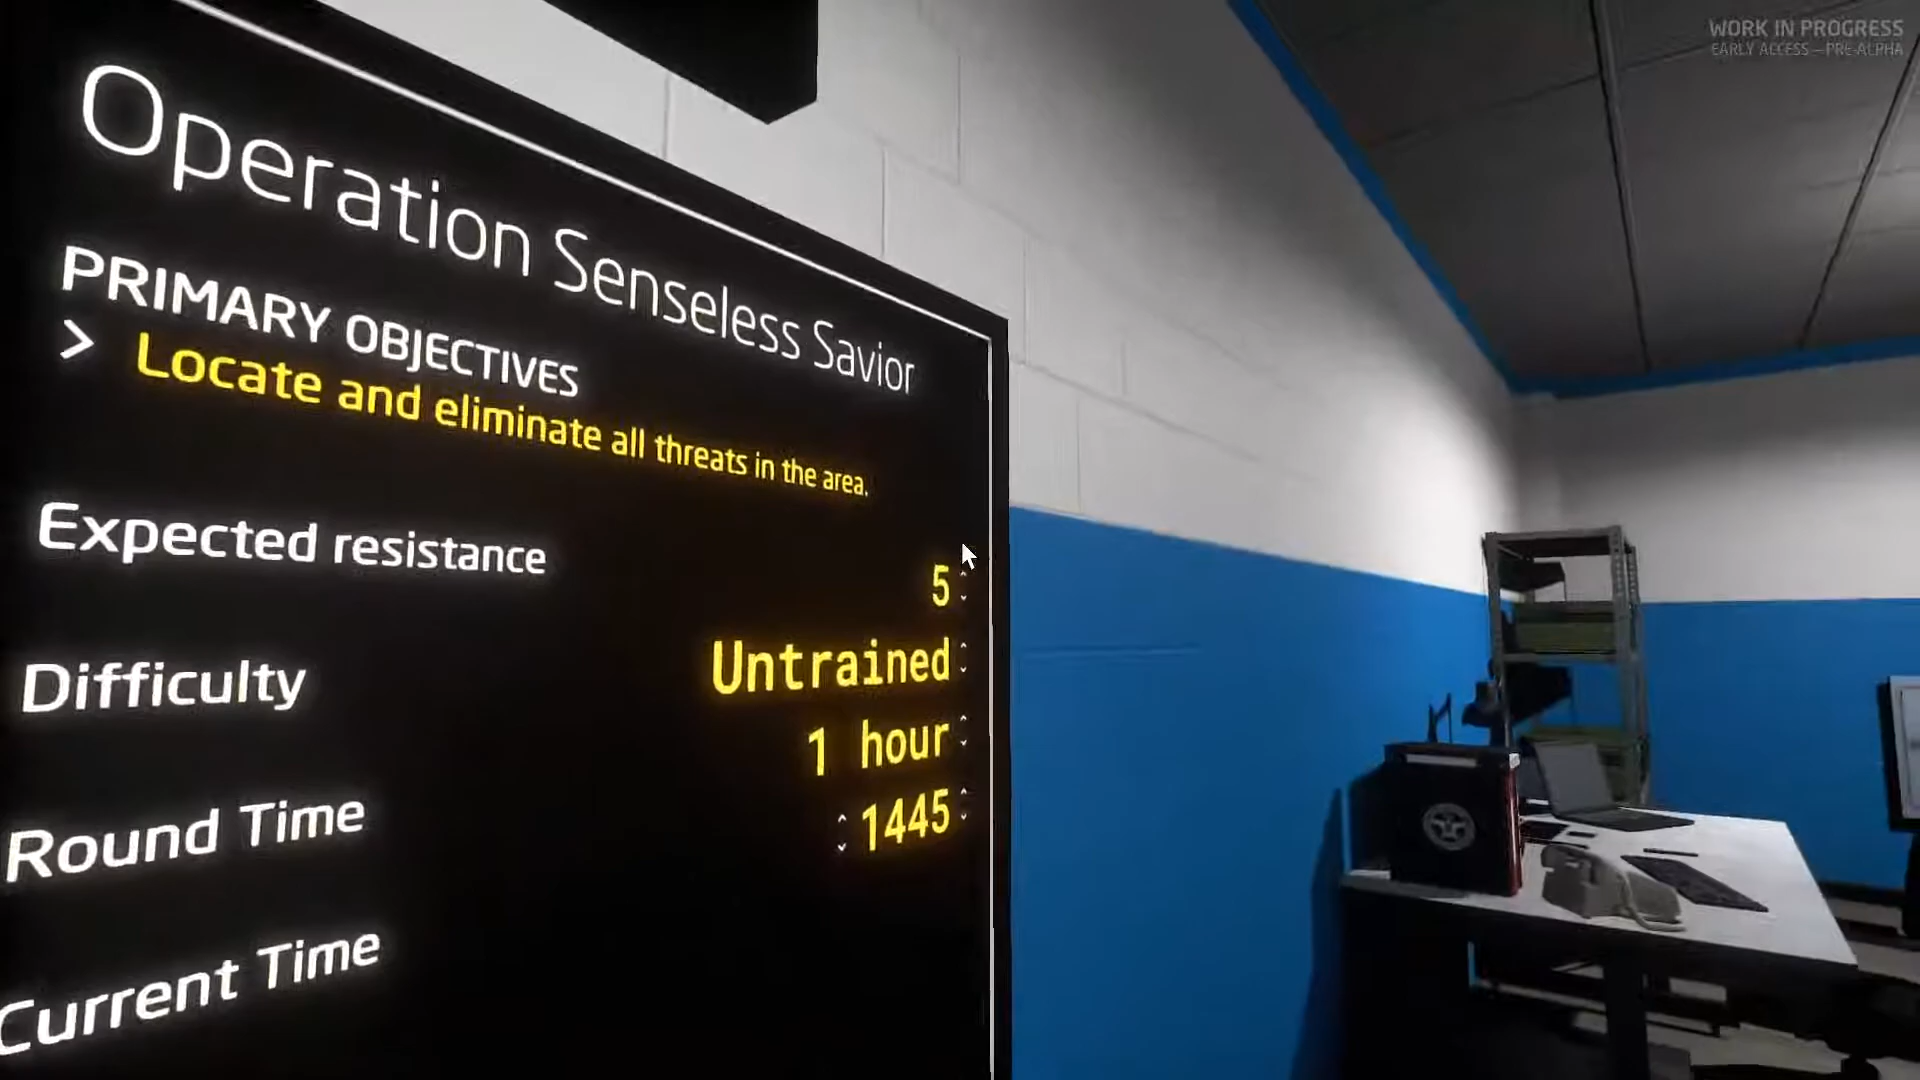 WORK IN PROGRESS
EARLY ACCESS – PRE-ALPHA
Operation Senseless Savior
PRIMARY OBJECTIVES
> Locate and eliminate all threats in the area.
Expected resistance
5
Difficulty
Untrained
Round Time
1 hour
Current Time
1445